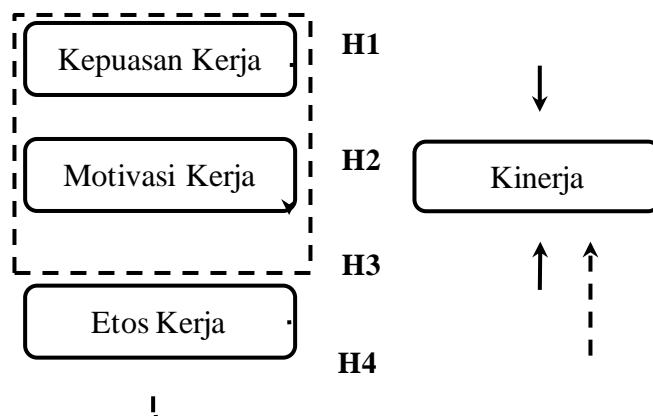 Kepuasan Kerja
H1
Motivasi Kerja
H2
Kinerja
H3
Etos Kerja
H4